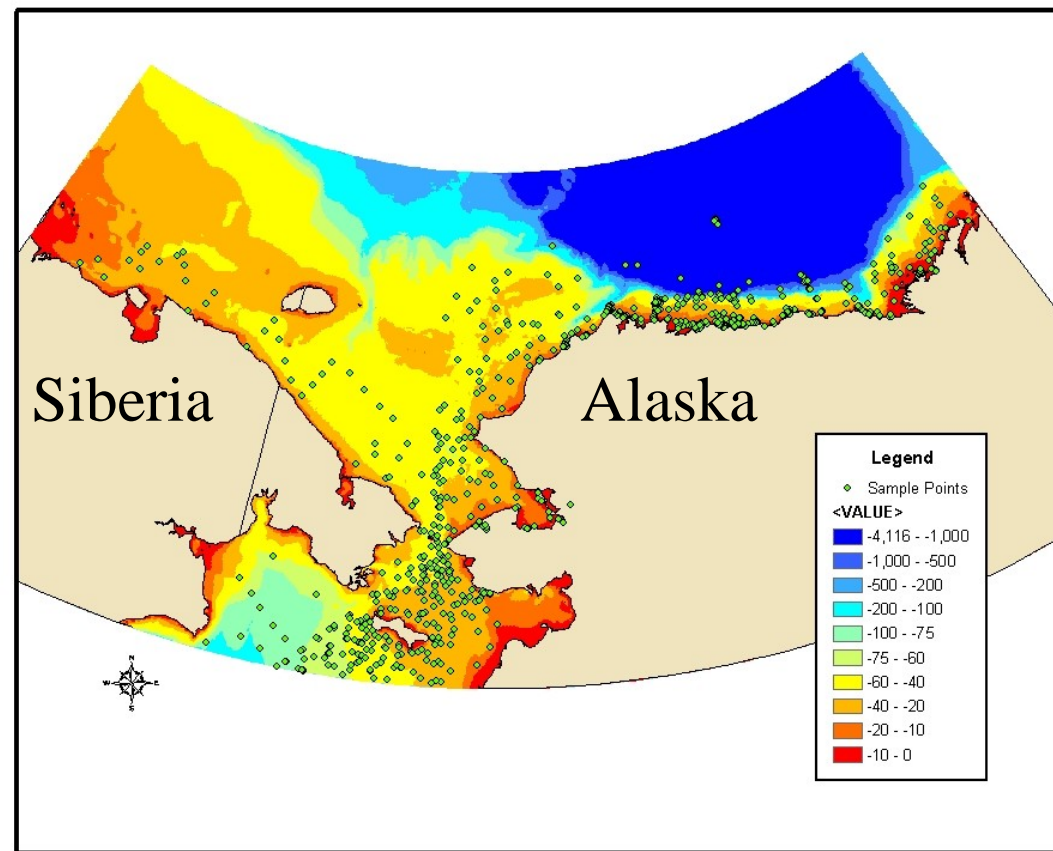 Siberia
Alaska
Legend
Sample Points
<VALUE>
-4,116 - -1,000
-1,000 - -500
-500 - -200
-200 - -100
-100 - -75
-75 - -60
-60 - -40
-40 - -20
-20 - -10
-10 - 0
N
W E
S